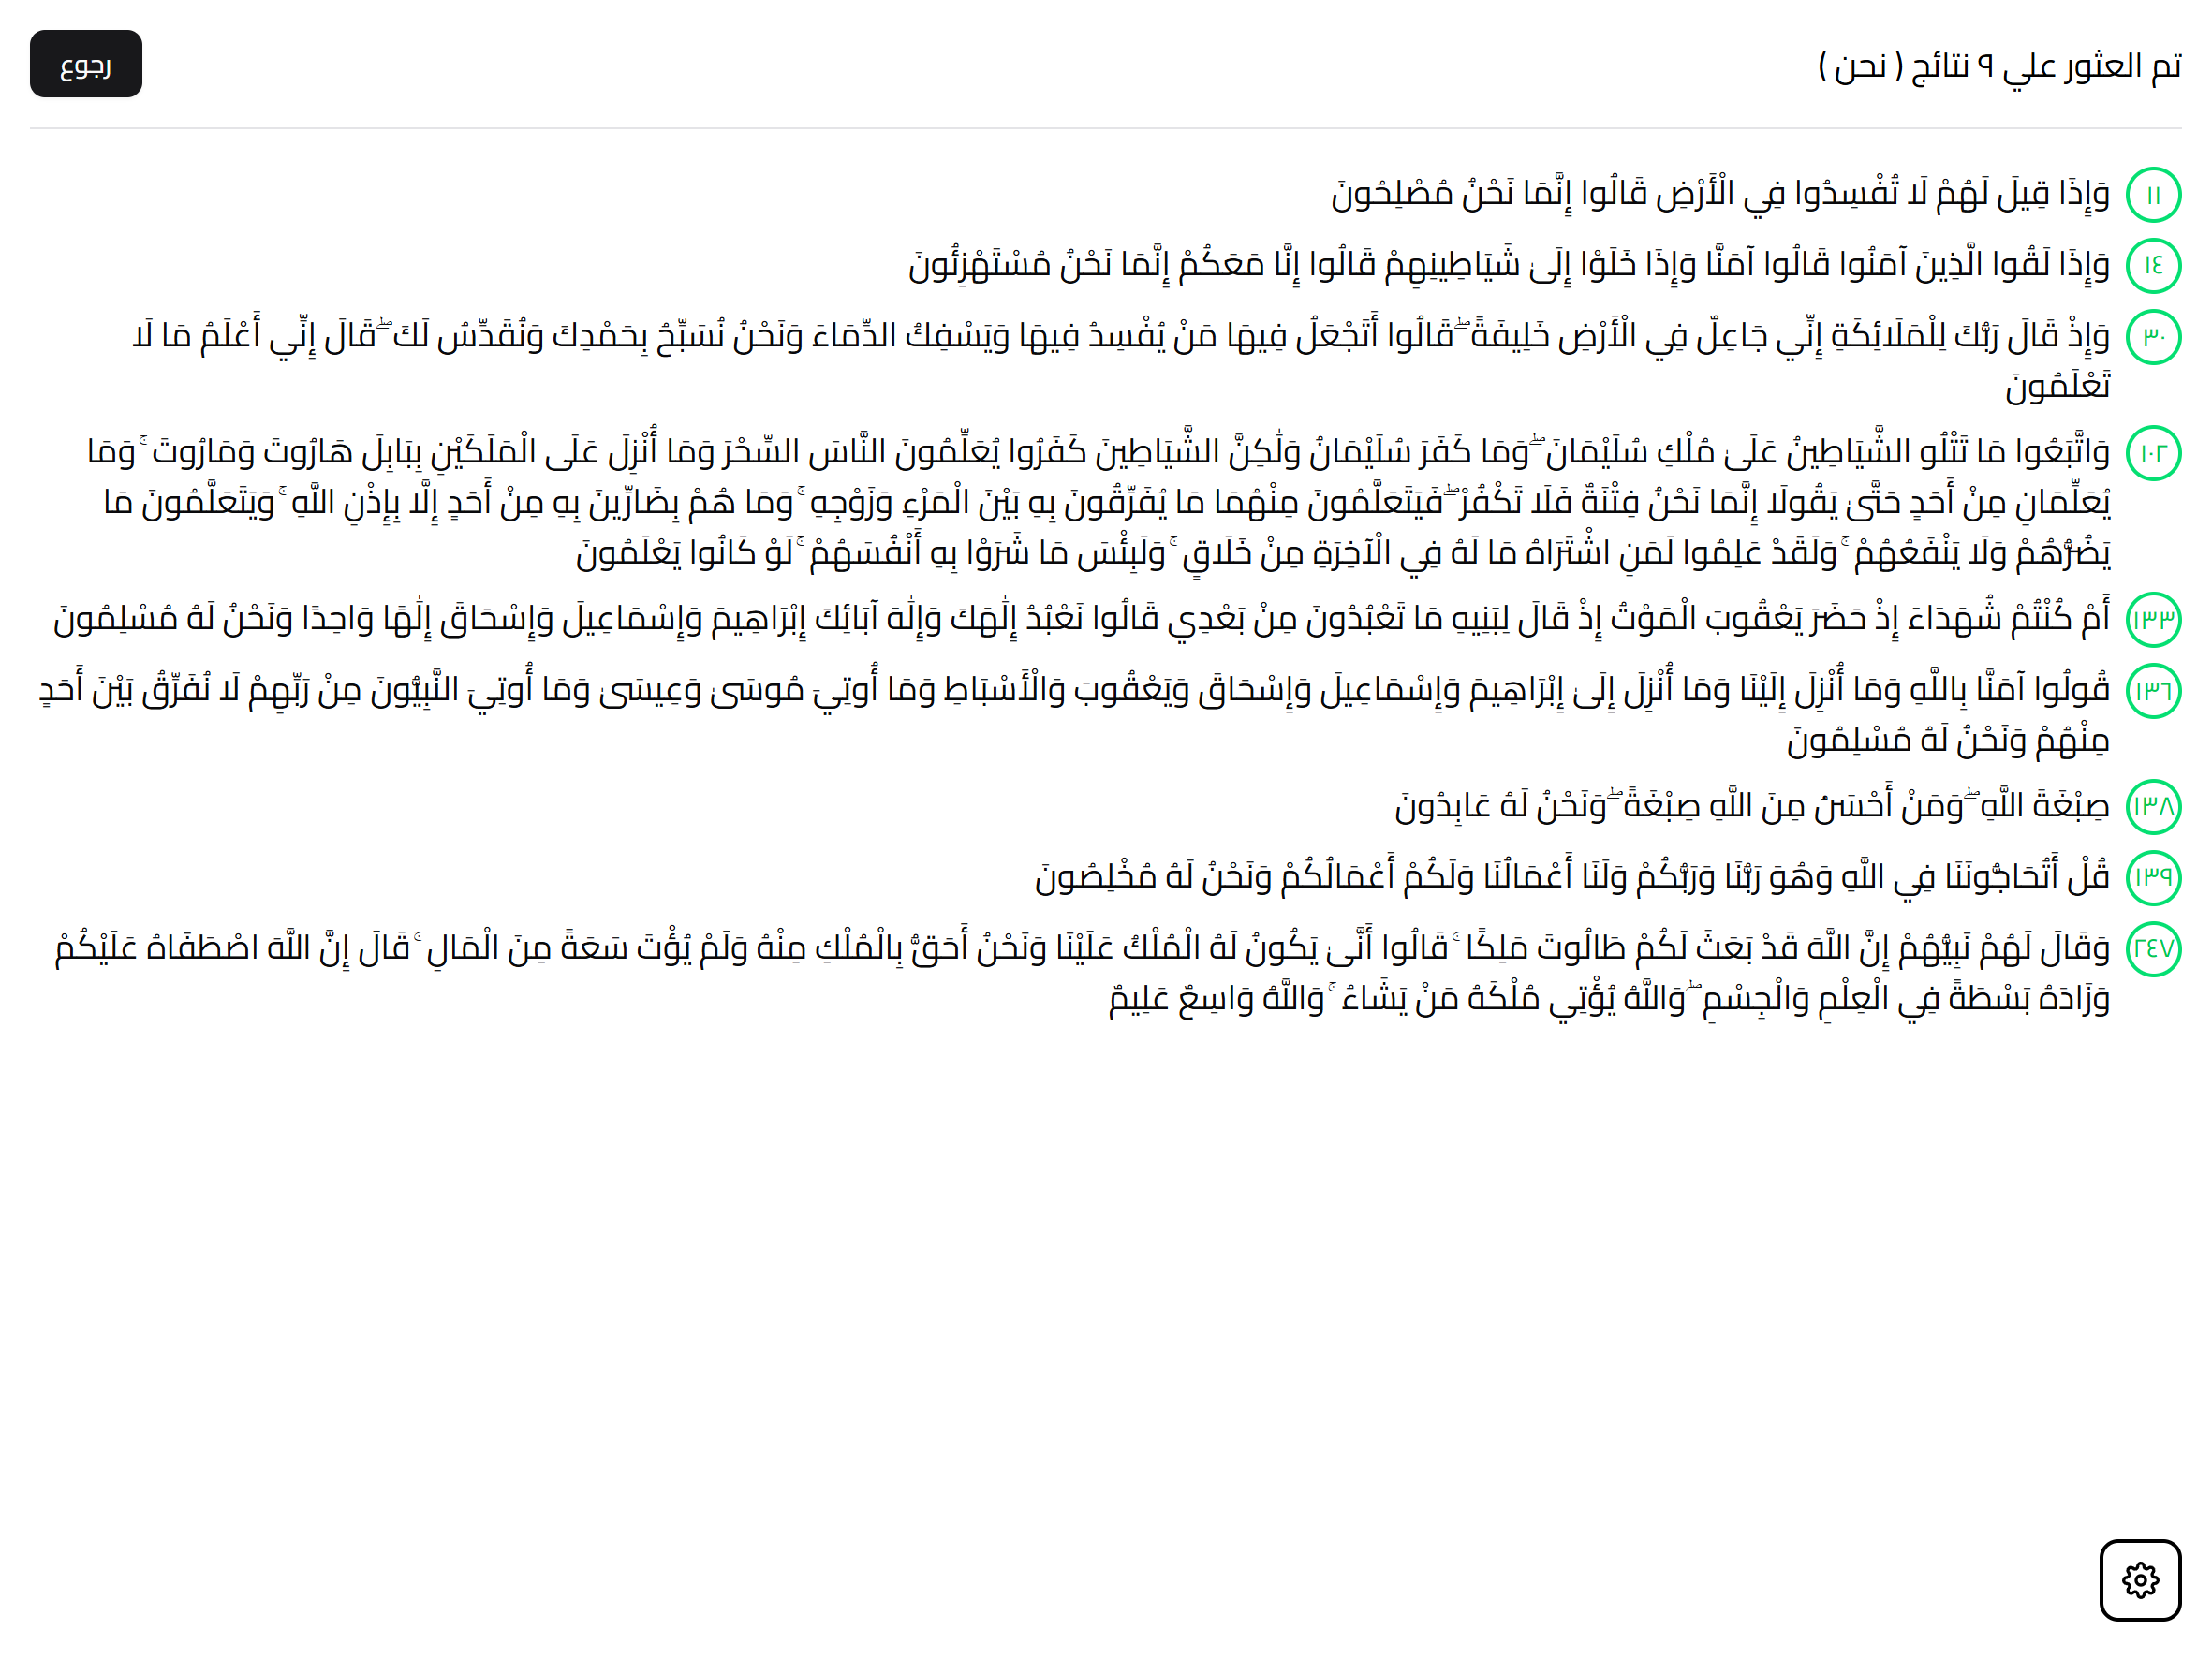 تم العثور علي ٩ نتائج ( نحن )
رجوع
١١ وَإِذَا قِيلَ لَهُمْ لَا تُفْسِدُوا فِي الْأَرْضِ قَالُوا إِنَّمَا نَحْنُ مُصْلِحُونَ
١٤ وَإِذَا لَقُوا الَّذِينَ آمَنُوا قَالُوا آمَنَّا وَإِذَا خَلَوْا إِلَىٰ شَيَاطِينِهِمْ قَالُوا إِنَّا مَعَكُمْ إِنَّمَا نَحْنُ مُسْتَهْزِئُونَ
٣٠ وَإِذْ قَالَ رَبُّكَ لِلْمَلَائِكَةِ إِنِّي جَاعِلٌ فِي الْأَرْضِ خَلِيفَةً ۖ قَالُوا أَتَجْعَلُ فِيهَا مَنْ يُفْسِدُ فِيهَا وَيَسْفِكُ الدِّمَاءَ وَنَحْنُ نُسَبِّحُ بِحَمْدِكَ وَنُقَدِّسُ لَكَ ۖ قَالَ إِنِّي أَعْلَمُ مَا لَا
تَعْلَمُونَ
١٠٢ وَاتَّبَعُوا مَا تَتْلُو الشَّيَاطِينُ عَلَىٰ مُلْكِ سُلَيْمَانَ ۖ وَمَا كَفَرَ سُلَيْمَانُ وَلَٰكِنَّ الشَّيَاطِينَ كَفَرُوا يُعَلِّمُونَ النَّاسَ السِّحْرَ وَمَا أُنْزِلَ عَلَى الْمَلَكَيْنِ بِبَابِلَ هَارُوتَ وَمَارُوتَ ۚ وَمَا
يُعَلِّمَانِ مِنْ أَحَدٍ حَتَّىٰ يَقُولَا إِنَّمَا نَحْنُ فِتْنَةٌ فَلَا تَكْفُرْ ۖ فَيَتَعَلَّمُونَ مِنْهُمَا مَا يُفَرِّقُونَ بِهِ بَيْنَ الْمَرْءِ وَزَوْجِهِ ۚ وَمَا هُمْ بِضَارِّينَ بِهِ مِنْ أَحَدٍ إِلَّا بِإِذْنِ اللَّهِ ۚ وَيَتَعَلَّمُونَ مَا
يَضُرُّهُمْ وَلَا يَنْفَعُهُمْ ۚ وَلَقَدْ عَلِمُوا لَمَنِ اشْتَرَاهُ مَا لَهُ فِي الْآخِرَةِ مِنْ خَلَاقٍ ۚ وَلَبِئْسَ مَا شَرَوْا بِهِ أَنْفُسَهُمْ ۚ لَوْ كَانُوا يَعْلَمُونَ
١٣٣ أَمْ كُنْتُمْ شُهَدَاءَ إِذْ حَضَرَ يَعْقُوبَ الْمَوْتُ إِذْ قَالَ لِبَنِيهِ مَا تَعْبُدُونَ مِنْ بَعْدِي قَالُوا نَعْبُدُ إِلَٰهَكَ وَإِلَٰهَ آبَائِكَ إِبْرَاهِيمَ وَإِسْمَاعِيلَ وَإِسْحَاقَ إِلَٰهًا وَاحِدًا وَنَحْنُ لَهُ مُسْلِمُونَ
١٣٦ قُولُوا آمَنَّا بِاللَّهِ وَمَا أُنْزِلَ إِلَيْنَا وَمَا أُنْزِلَ إِلَىٰ إِبْرَاهِيمَ وَإِسْمَاعِيلَ وَإِسْحَاقَ وَيَعْقُوبَ وَالْأَسْبَاطِ وَمَا أُوتِيَ مُوسَىٰ وَعِيسَىٰ وَمَا أُوتِيَ النَّبِيُّونَ مِنْ رَبِّهِمْ لَا نُفَرِّقُ بَيْنَ أَحَدٍ
مِنْهُمْ وَنَحْنُ لَهُ مُسْلِمُونَ
١٣٨ صِبْغَةَ اللَّهِ ۖ وَمَنْ أَحْسَنُ مِنَ اللَّهِ صِبْغَةً ۖ وَنَحْنُ لَهُ عَابِدُونَ
١٣٩ قُلْ أَتُحَاجُّونَنَا فِي اللَّهِ وَهُوَ رَبُّنَا وَرَبُّكُمْ وَلَنَا أَعْمَالُنَا وَلَكُمْ أَعْمَالُكُمْ وَنَحْنُ لَهُ مُخْلِصُونَ
٢٤٧ وَقَالَ لَهُمْ نَبِيُّهُمْ إِنَّ اللَّهَ قَدْ بَعَثَ لَكُمْ طَالُوتَ مَلِكًا ۚ قَالُوا أَنَّىٰ يَكُونُ لَهُ الْمُلْكُ عَلَيْنَا وَنَحْنُ أَحَقُّ بِالْمُلْكِ مِنْهُ وَلَمْ يُؤْتَ سَعَةً مِنَ الْمَالِ ۚ قَالَ إِنَّ اللَّهَ اصْطَفَاهُ عَلَيْكُمْ
وَزَادَهُ بَسْطَةً فِي الْعِلْمِ وَالْجِسْمِ ۖ وَاللَّهُ يُؤْتِي مُلْكَهُ مَنْ يَشَاءُ ۚ وَاللَّهُ وَاسِعٌ عَلِيمٌ